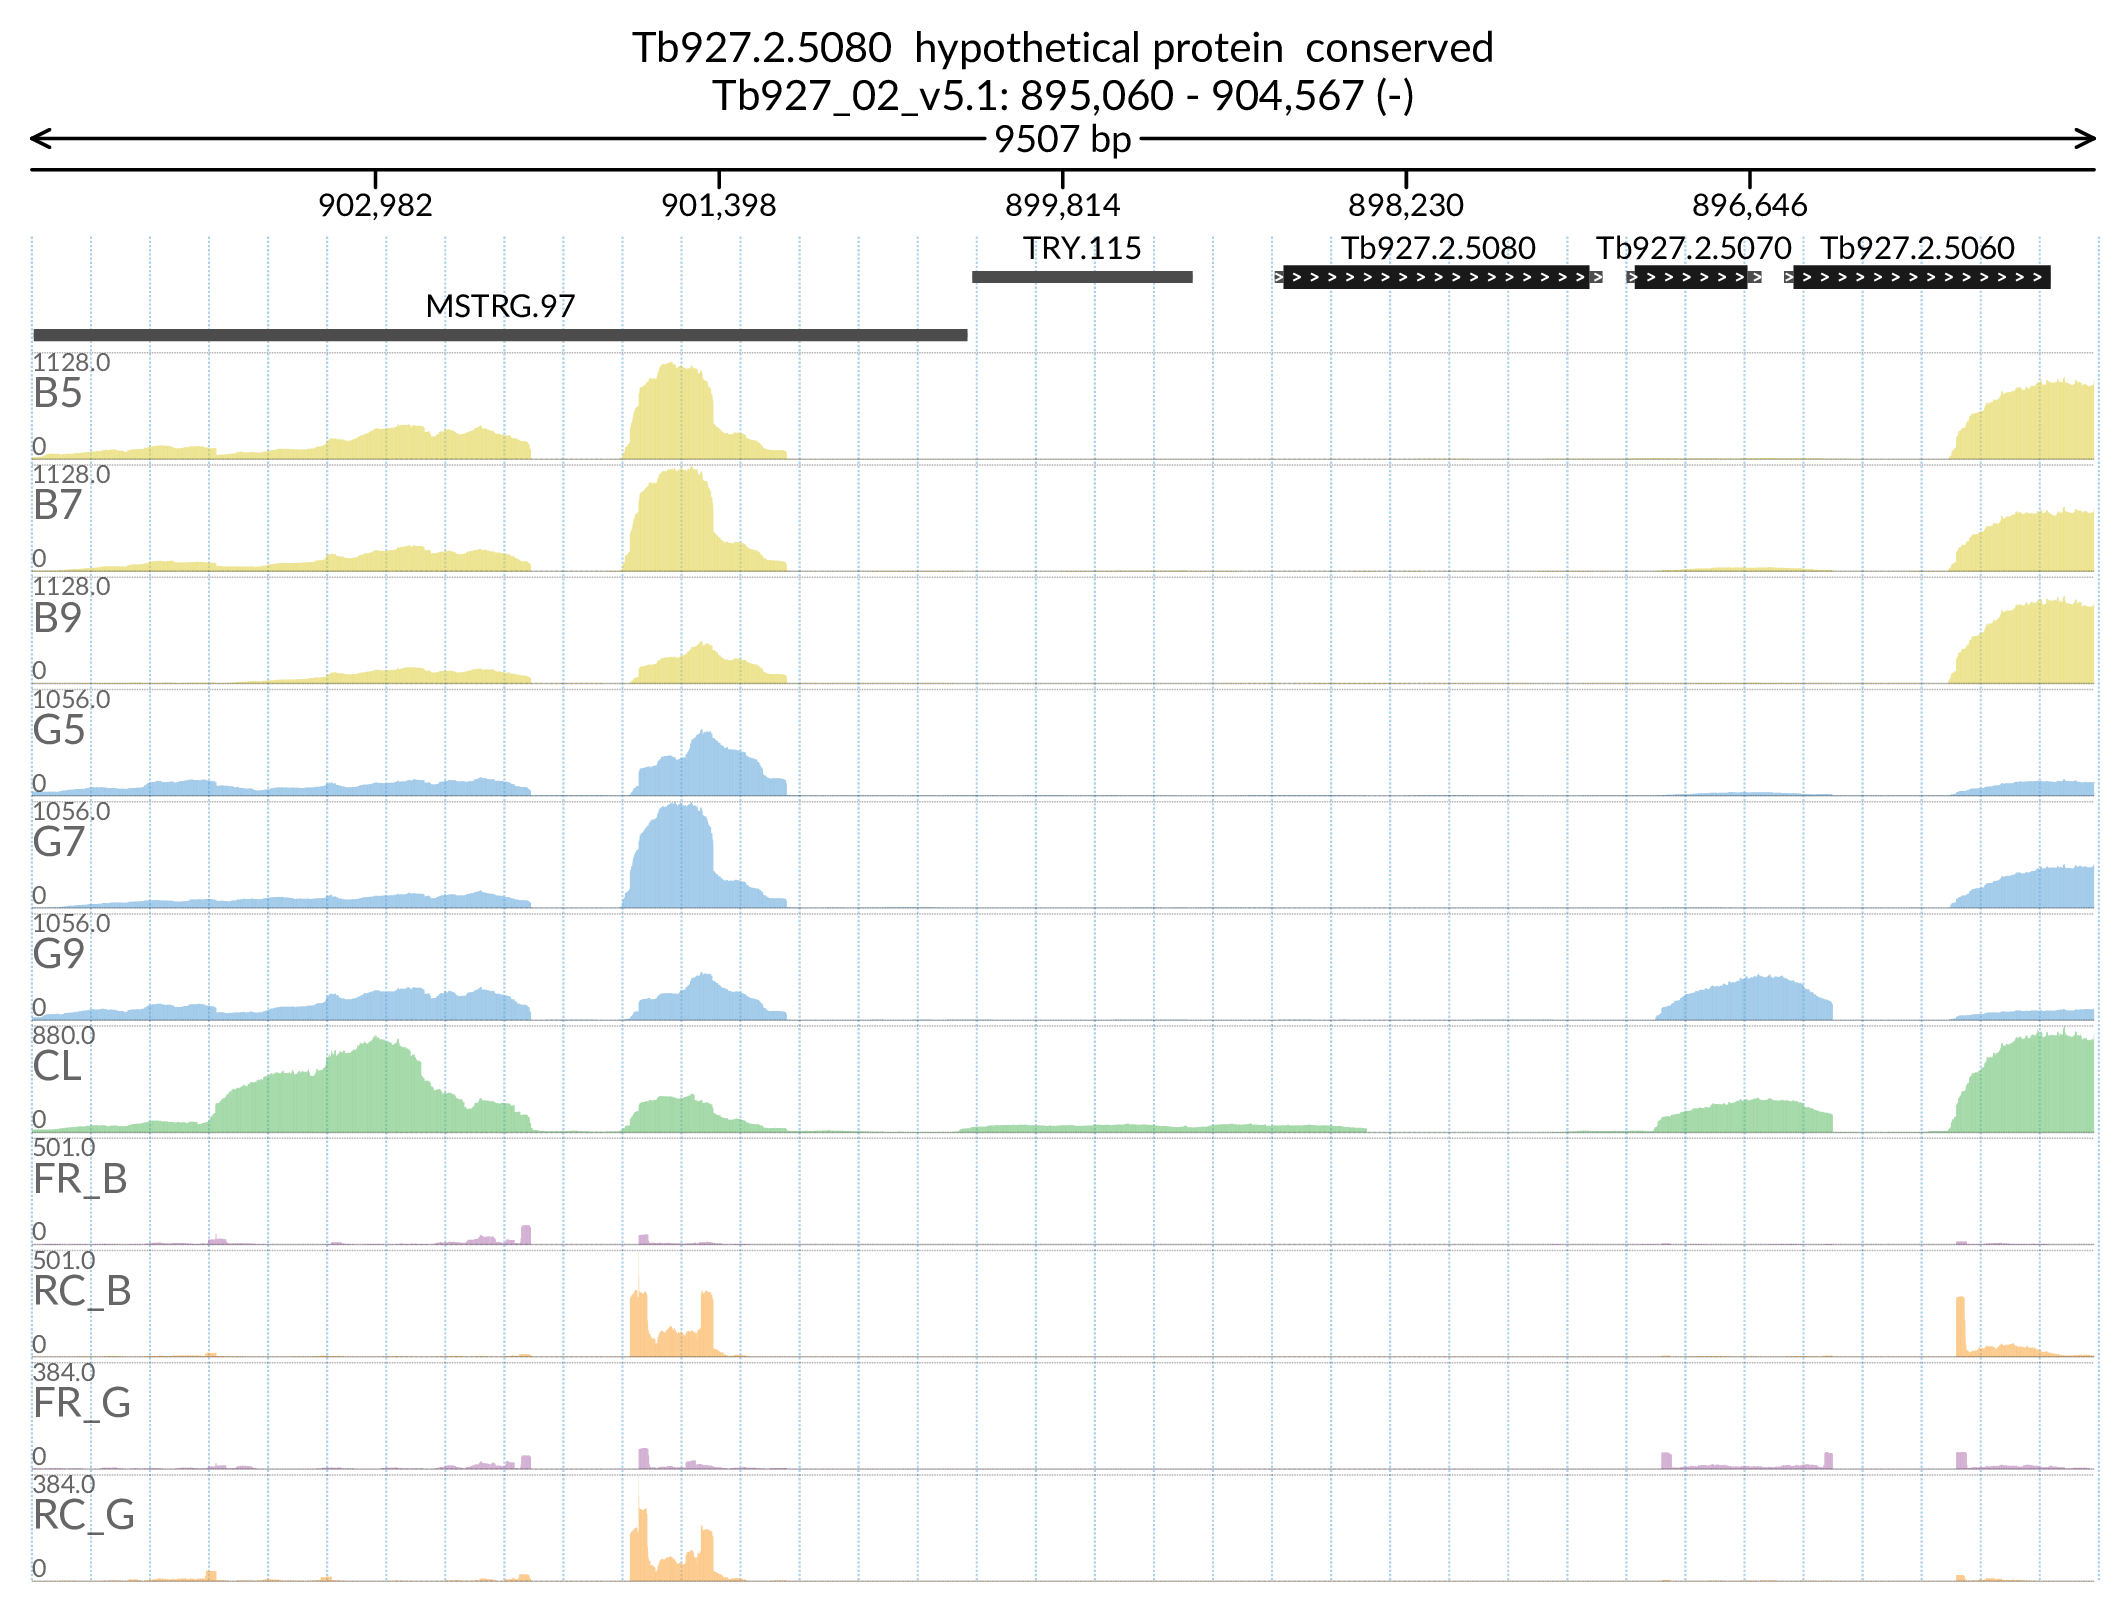 Tb927.2.5080  hypothetical protein  conserved
Tb927_02_v5.1: 895,060 - 904,567 (-)
9507 bp
902,982 901,398 899,814 898,230 896,646
TRY.115 Tb927.2.5080 Tb927.2.5070 Tb927.2.5060
MSTRG.97
1128.0
B5
0
1128.0
B7
0
1128.0
B9
0
1056.0
G5
0
1056.0
G7
0
1056.0
G9
0
880.0
CL
0
501.0
FR_B
0
501.0
RC_B
0
384.0
FR_G
0
384.0
RC_G
0